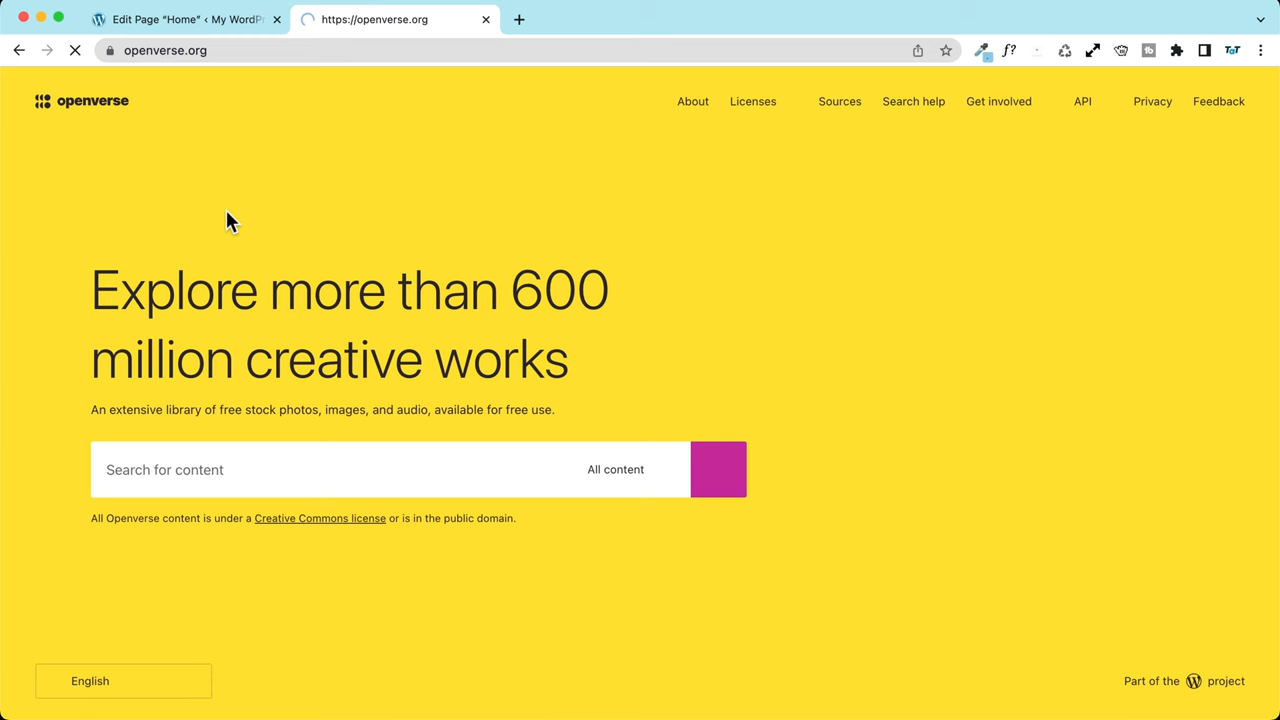 Edit Page “Home” ‹ My WordPr
https://openverse.org
openverse.org
openverse
About Licenses Sources Search help Get involved API Privacy Feedback
Explore more than 600
million creative works
An extensive library of free stock photos, images, and audio, available for free use.
Search for content All content
All Openverse content is under a Creative Commons license or is in the public domain.
English
Part of the project